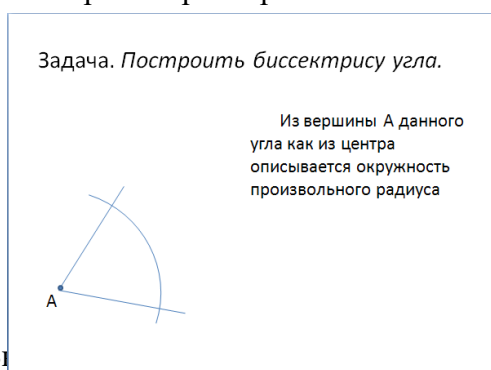 Задача. Построить биссектрису угла.
Из вершины А данного
угла как из центра
описывается окружность
произвольного радиуса
А